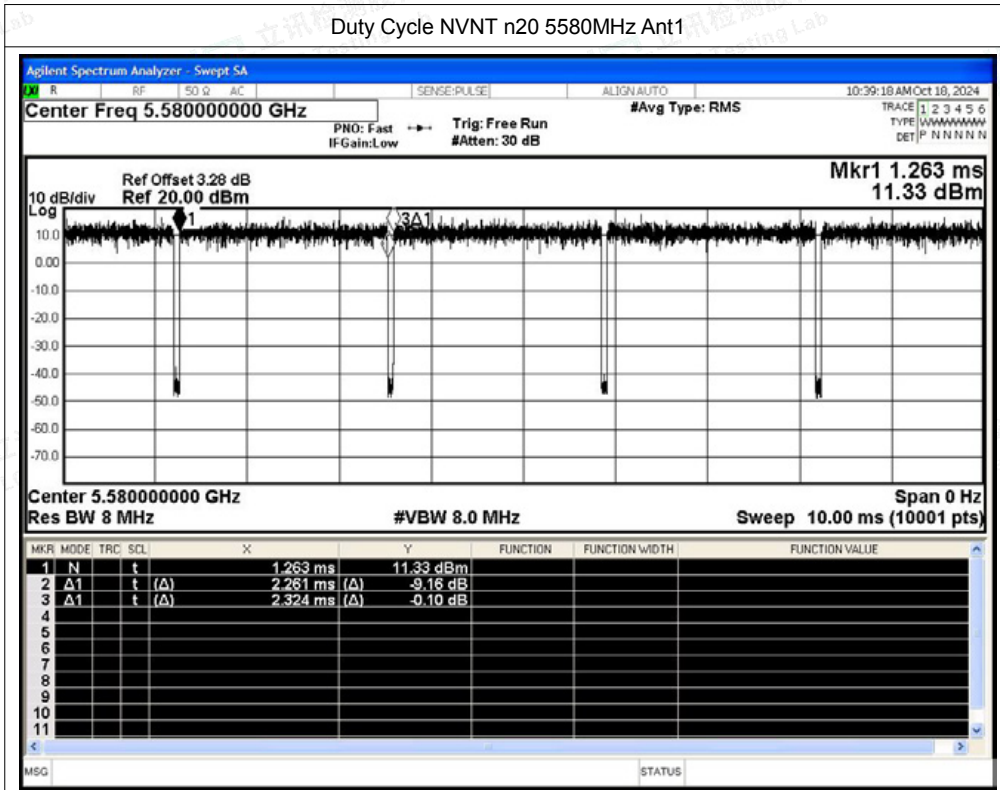 Duty Cycle NVNT n20 5580MHz Ant1
Agilent Spectrum Analyzer - Swept SA
R RF 50 Ω AC SENSE:PULSE ALIGN AUTO 10:39:18 AM Oct 18, 2024
Center Freq 5.580000000 GHz #Avg Type: RMS TRACE 1 2 3 4 5 6
PNO: Fast Trig: Free Run TYPE WWWWWW
IFGain:Low #Atten: 30 dB DET P N N N N N
Mkr1 1.263 ms
Ref Offset 3.28 dB
10 dB/div Ref 20.00 dBm 11.33 dBm
Log
1 3Δ1
10.0
0.00
-10.0
-20.0
-30.0
-40.0
-50.0
-60.0
-70.0
Center 5.580000000 GHz Span 0 Hz
Res BW 8 MHz #VBW 8.0 MHz Sweep 10.00 ms (10001 pts)
MKR MODE TRC SCL X Y FUNCTION FUNCTION WIDTH FUNCTION VALUE
1 N t 1.263 ms 11.33 dBm
2 Δ1 t (Δ) 2.261 ms (Δ) -9.16 dB
3 Δ1 t (Δ) 2.324 ms (Δ) -0.10 dB
4
5
6
7
8
9
10
11
MSG STATUS